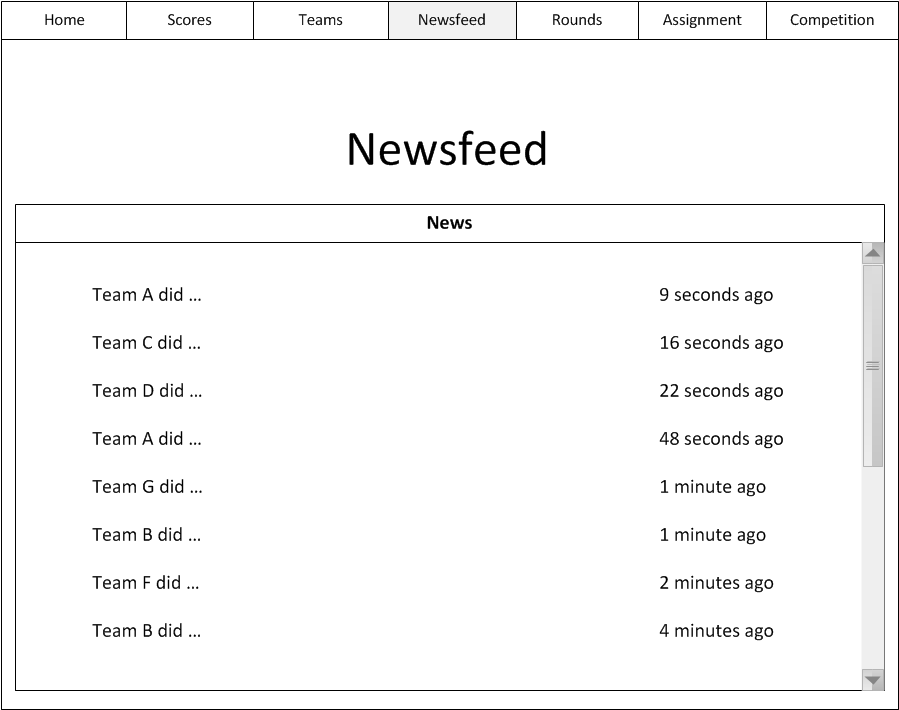 Home Scores Teams Newsfeed Rounds Assignment Competition
Newsfeed
News
Team A did ... 9 seconds ago
Team C did ... 16 seconds ago
Team D did ... 22 seconds ago
Team A did ... 48 seconds ago
Team G did ... 1 minute ago
Team B did ... 1 minute ago
Team F did ... 2 minutes ago
Team B did ... 4 minutes ago